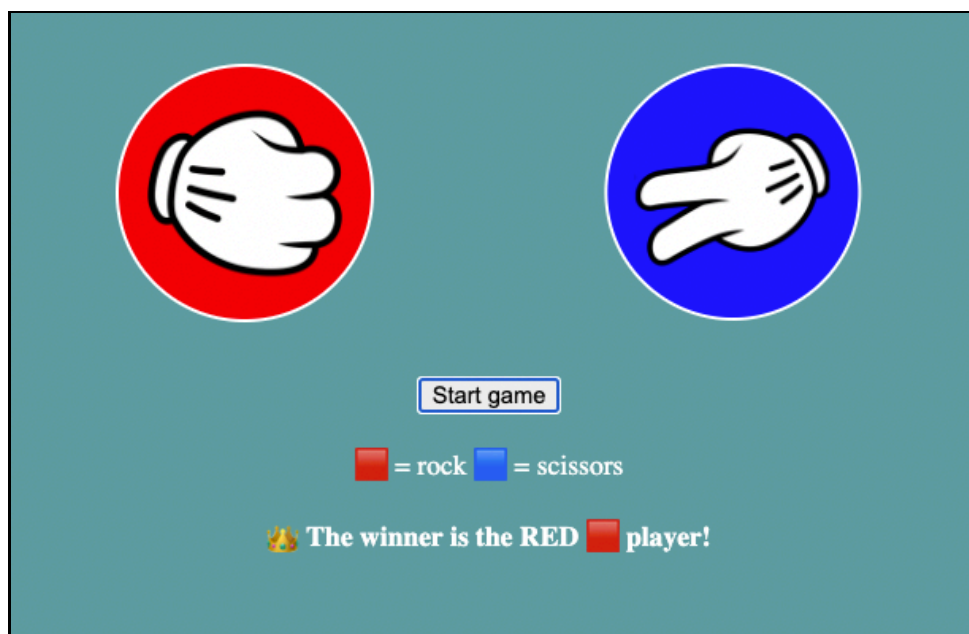 Start game
🟥 = rock 🟦 = scissors
👑 The winner is the RED 🟥 player!